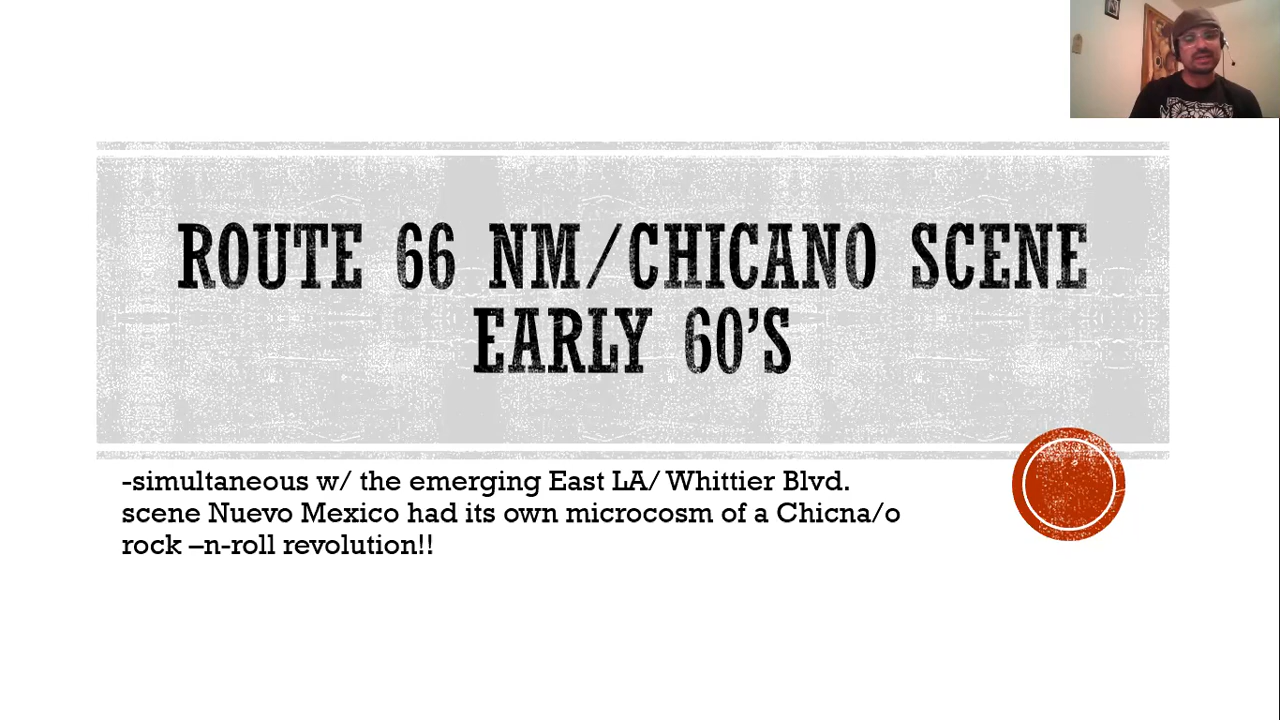 ROUTE 66 NM/CHICANO SCENE
EARLY 60'S
-simultaneous w/ the emerging East LA/ Whittier Blvd.
scene Nuevo Mexico had its own microcosm of a Chicna/o
rock –n-roll revolution!!